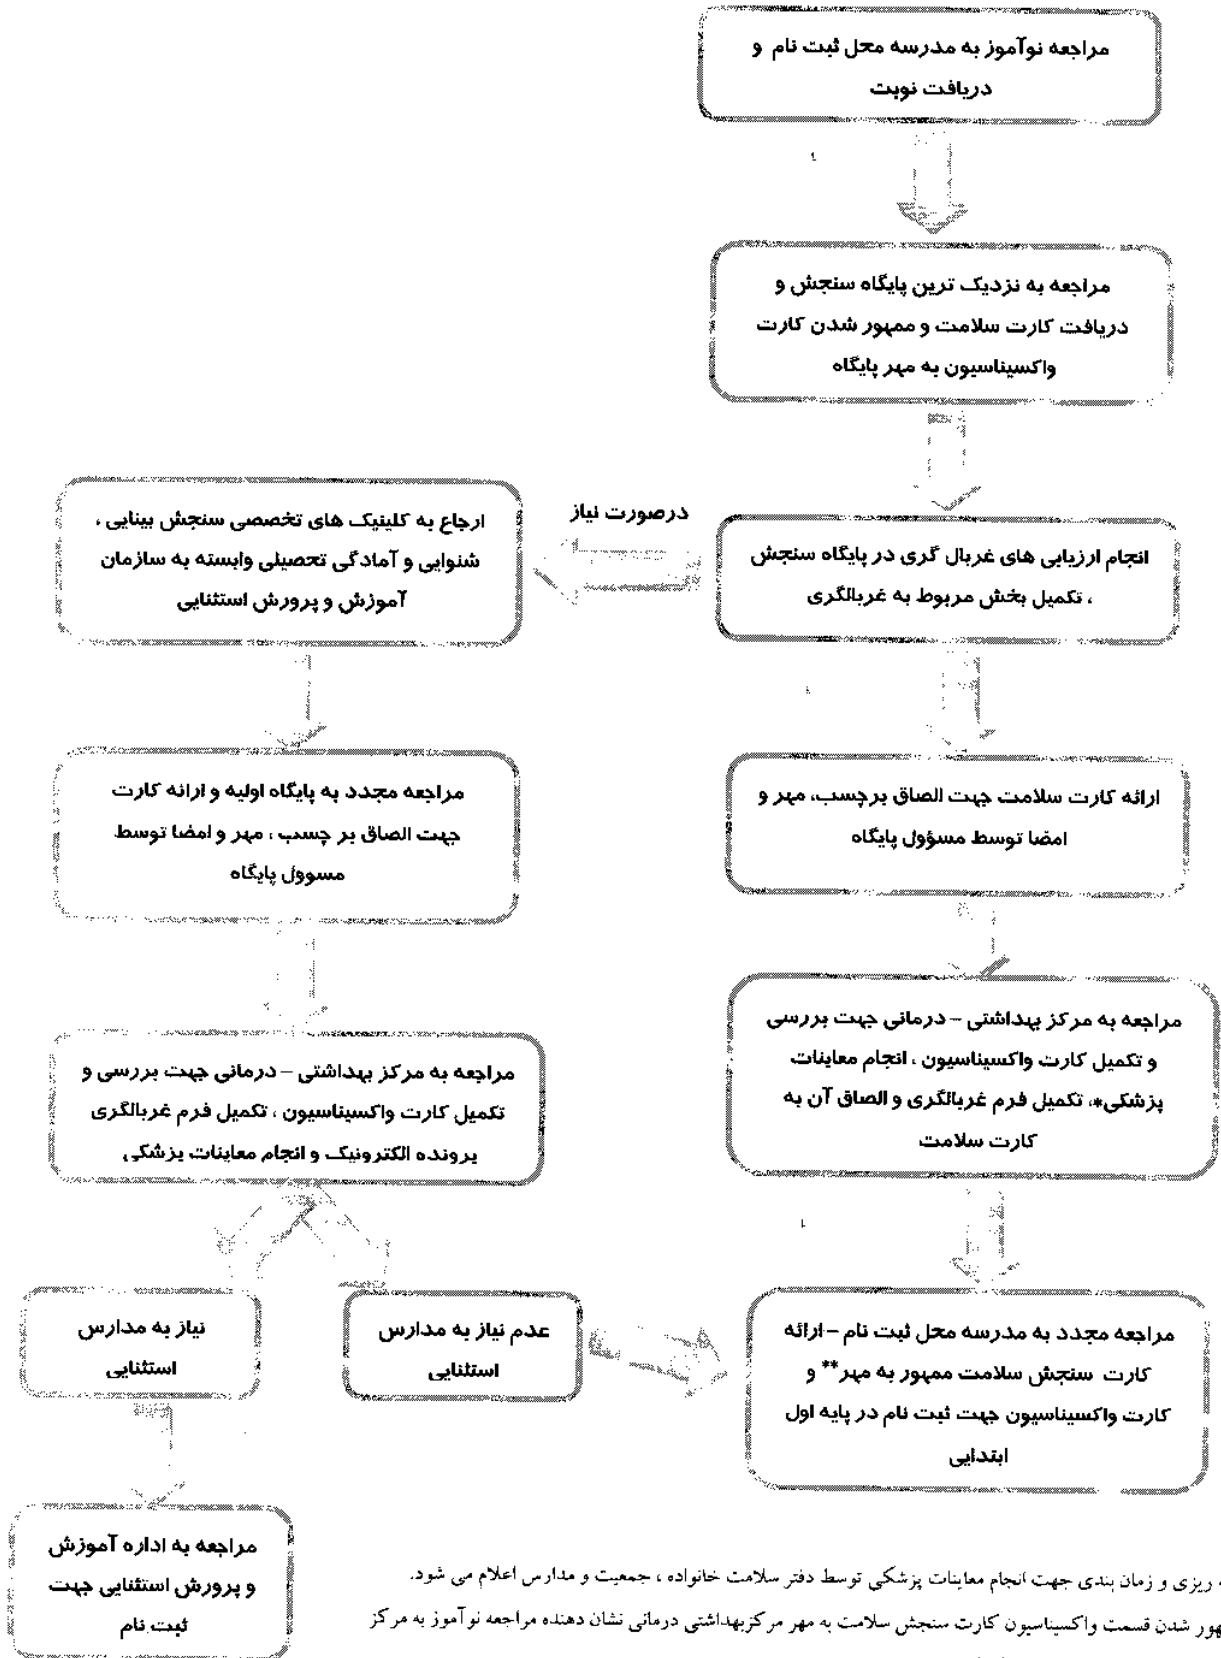 مراجعه نوآموز به مدرسه محل ثبت نام و
دریافت نوبت
مراجعه به نزدیک ترین پایگاه سنجش و
دریافت کارت سلامت و ممهور شدن کارت
واکسیناسیون به مهر پایگاه
انجام ارزیابی های غربال گری در پایگاه سنجش
، تکمیل بخش مربوط به غربالگری
درصورت نیاز
ارجاع به کلینیک های تخصصی سنجش بینایی ،
شنوایی و آمادگی تحصیلی وابسته به سازمان
آموزش و پرورش استثنایی
ارائه کارت سلامت جهت الصاق برچسب، مهر و
امضا توسط مسؤول پایگاه
مراجعه مجدد به پایگاه اولیه و ارائه کارت
جهت الصاق بر چسب ، مهر و امضا توسط
مسوول پایگاه
مراجعه به مرکز بهداشتی – درمانی جهت بررسی
و تکمیل کارت واکسیناسیون ، انجام معاینات
پزشکی*، تکمیل فرم غربالگری و الصاق آن به
کارت سلامت
مراجعه به مرکز بهداشتی – درمانی جهت بررسی و
تکمیل کارت واکسیناسیون ، تکمیل فرم غربالگری
پرونده الکترونیک و انجام معاینات پزشکی
نیاز به مدارس
استثنایی
عدم نیاز به مدارس
استثنایی
مراجعه مجدد به مدرسه محل ثبت نام – ارائه
کارت سنجش سلامت ممهور به مهر** و
کارت واکسیناسیون جهت ثبت نام در پایه اول
ابتدایی
مراجعه به اداره آموزش
و پرورش استثنایی جهت
ثبت نام
ریزی و زمان بندی جهت انجام معاینات پزشکی توسط دفتر سلامت خانواده ، جمعیت و مدارس اعلام می شود.
هور شدن قسمت واکسیناسیون کارت سنجش سلامت به مهر مرکزبهداشتی درمانی نشان دهنده مراجعه نوآموز به مرکز